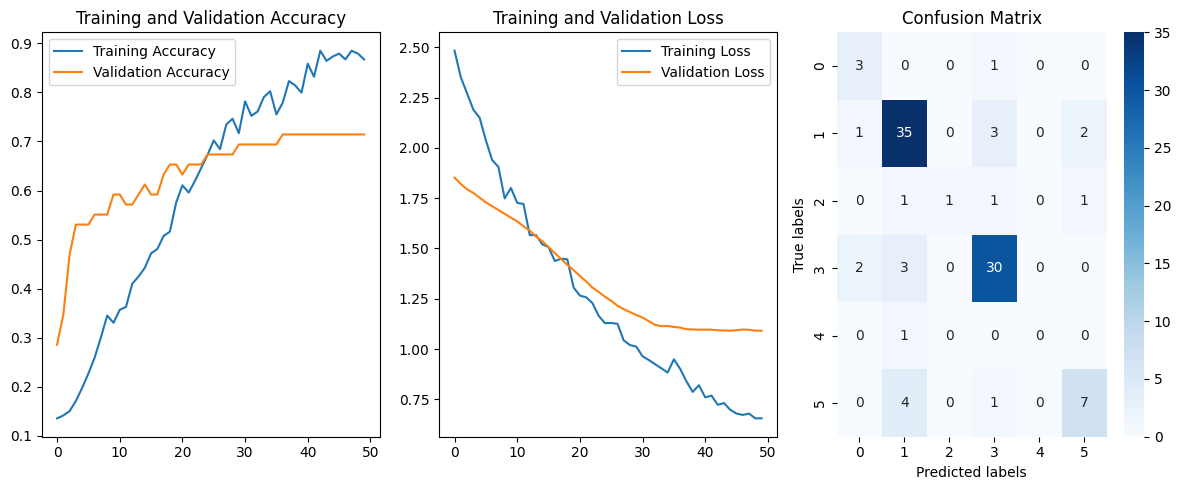 Training and Validation Accuracy
Training Accuracy
Validation Accuracy
0.9
0.8
0.7
0.6
0.5
0.4
0.3
0.2
0.1
0 10 20 30 40 50
Training and Validation Loss
Training Loss
Validation Loss
2.50
2.25
2.00
1.75
1.50
1.25
1.00
0.75
0 10 20 30 40 50
Confusion Matrix
True labels
0 3 0 0 1 0 0
1 1 35 0 3 0 2
2 0 1 1 1 0 1
3 2 3 0 30 0 0
4 0 1 0 0 0 0
5 0 4 0 1 0 7
0 1 2 3 4 5
Predicted labels
35
30
25
20
15
10
5
0